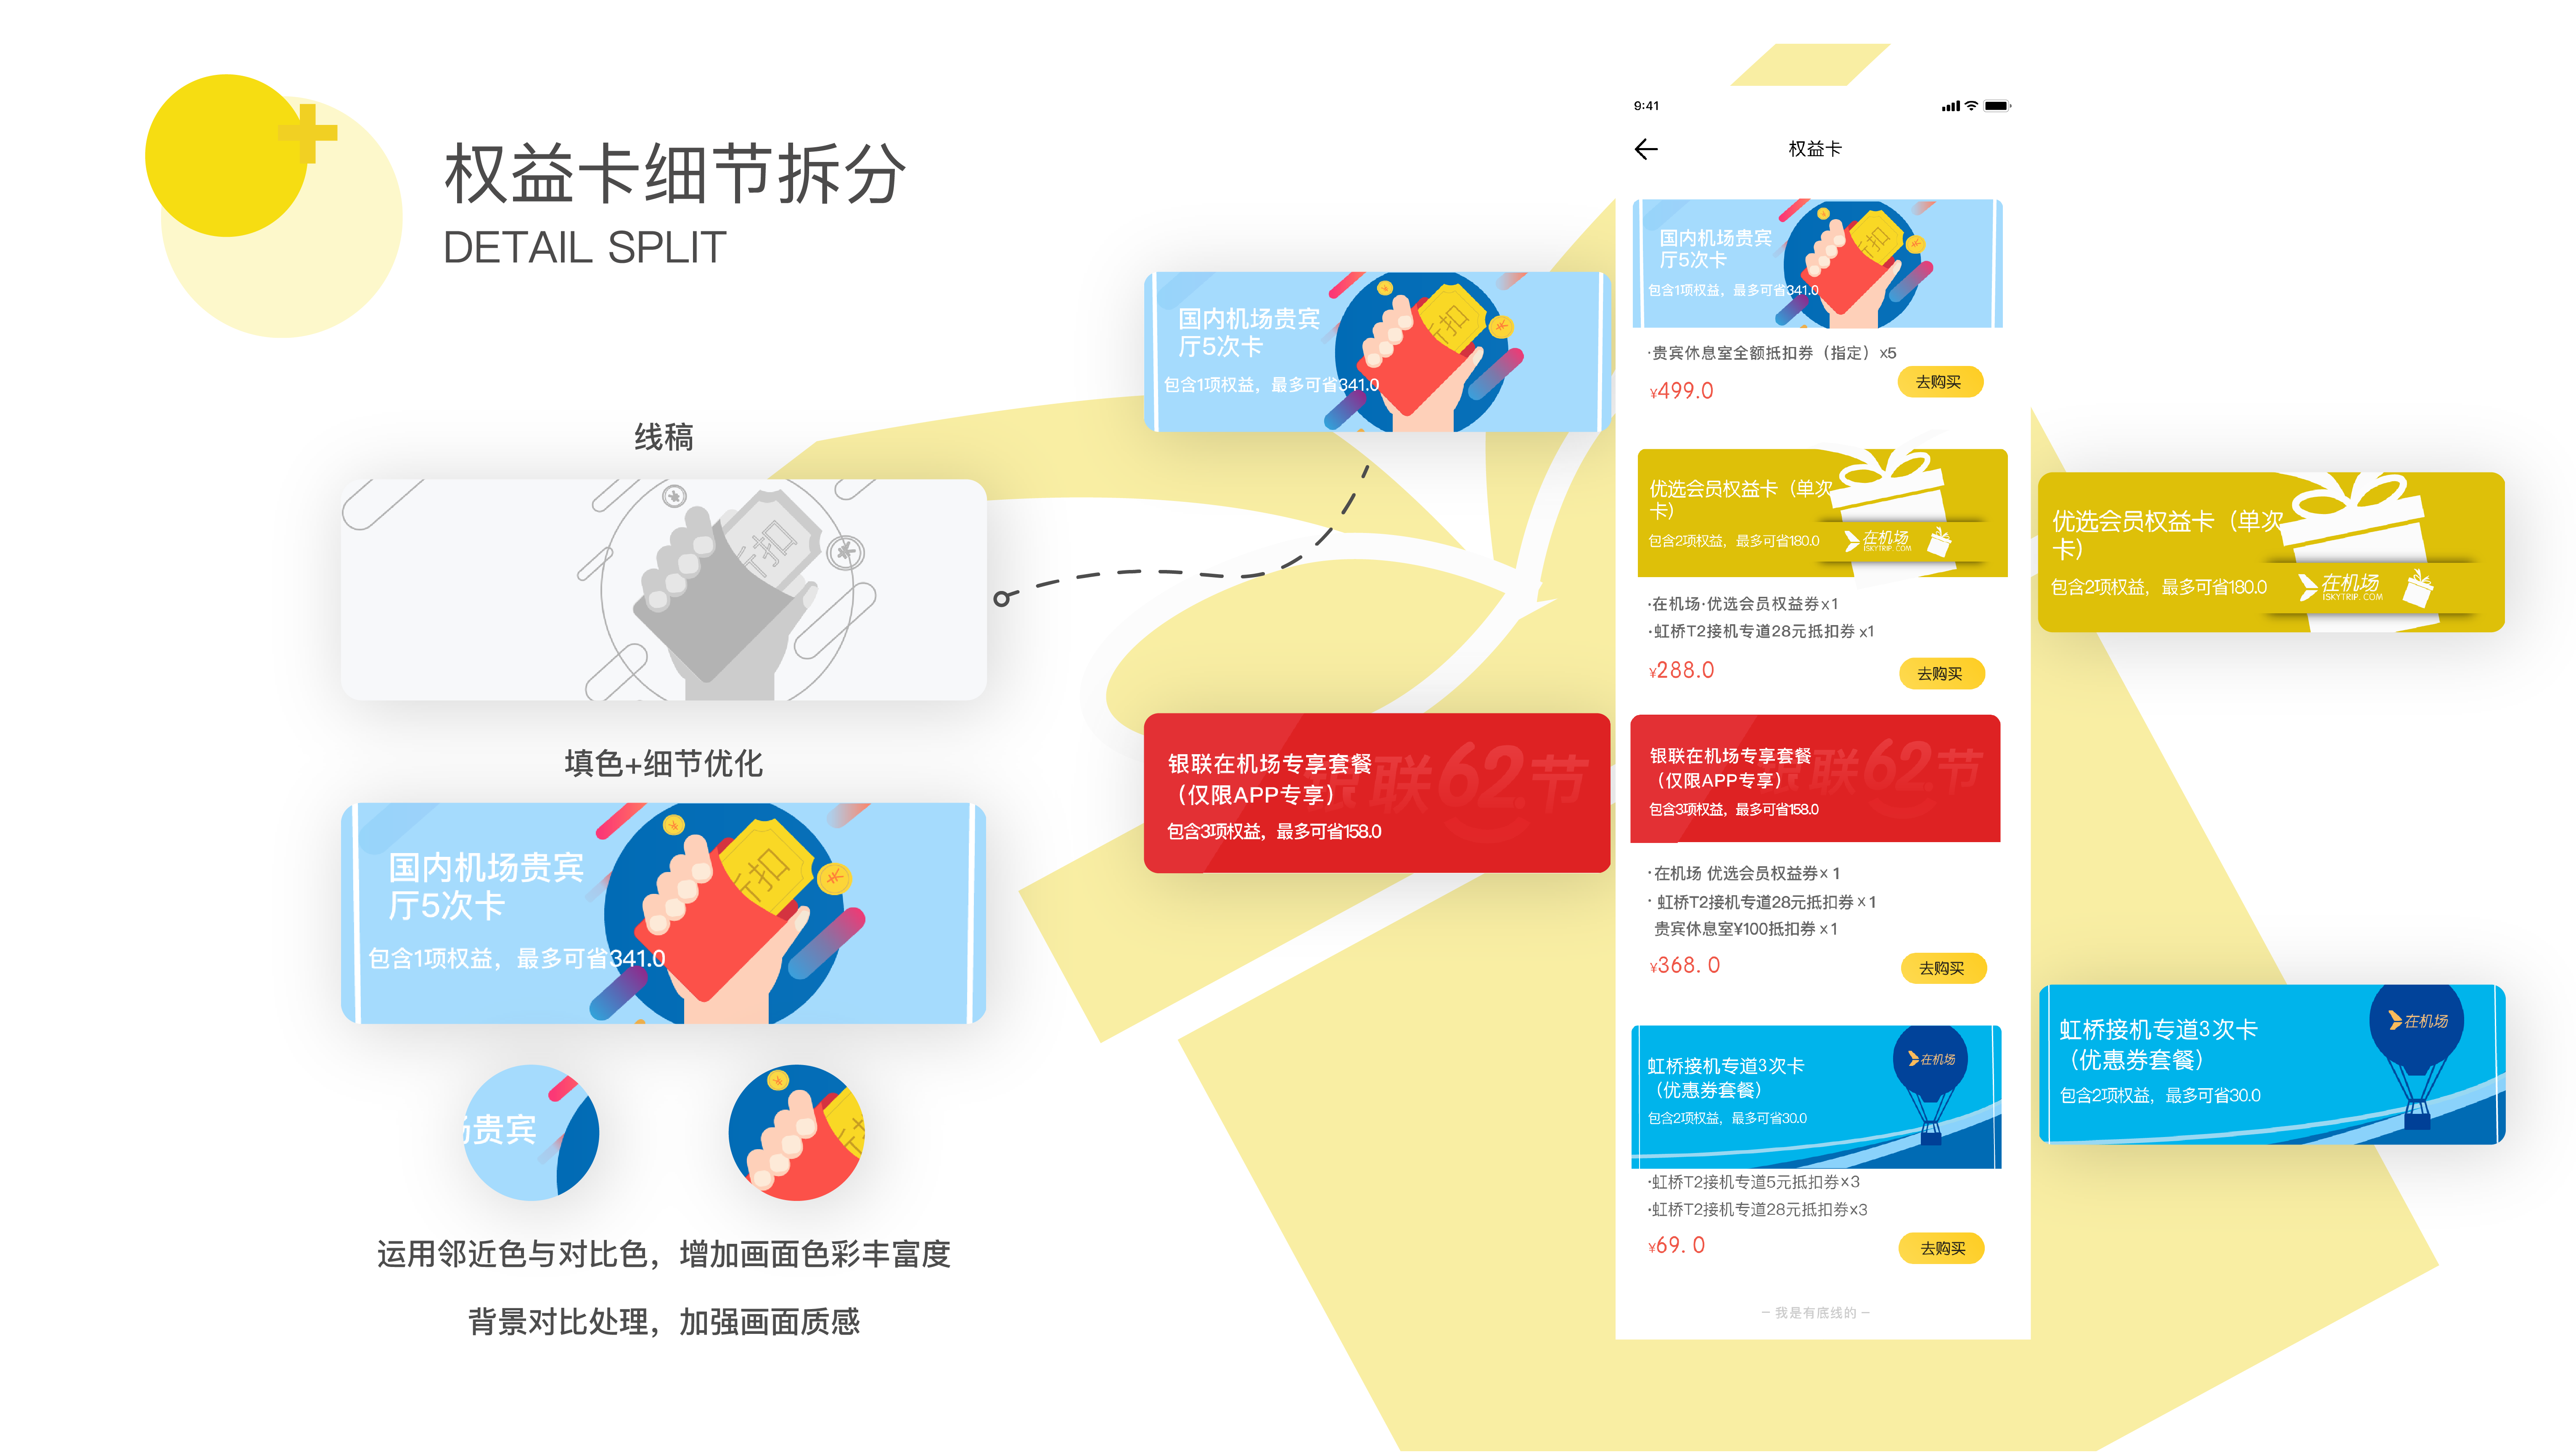 权益卡细节拆分
DETAIL SPLIT
线稿
扣
填色+细节优化
国内机场贵宾
厅5次卡
包含1项权益，最多可省341.0
扣
贵宾
运用邻近色与对比色，增加画面色彩丰富度
背景对比处理，加强画面质感
国内机场贵宾
厅5次卡
包含1项权益，最多可省341.0
扣
银联62节
银联在机场专享套餐
（仅限APP专享）
包含3项权益，最多可省158.0
9:41
权益卡
国内机场贵宾
厅5次卡
包含1项权益，最多可省341.0
扣
·贵宾休息室全额抵扣券（指定）x5
¥499.0
去购买
优选会员权益卡（单次
卡）
包含2项权益，最多可省180.0
在机场
ISKYTRIP.COM
·在机场·优选会员权益券x1
·虹桥T2接机专道28元抵扣券 x1
¥288.0
去购买
银联62节
银联在机场专享套餐
（仅限APP专享）
包含3项权益，最多可省158.0
·在机场 优选会员权益券x 1
· 虹桥T2接机专道28元抵扣券 x 1
贵宾休息室¥100抵扣券 x 1
¥368. 0
去购买
虹桥接机专道3次卡
（优惠券套餐）
包含2项权益，最多可省30.0
在机场
·虹桥T2接机专道5元抵扣券x3
·虹桥T2接机专道28元抵扣券x3
¥69. 0
去购买
— 我是有底线的 —
优选会员权益卡（单次
卡）
包含2项权益，最多可省180.0
在机场
ISKYTRIP. COM
虹桥接机专道3次卡
（优惠券套餐）
包含2项权益，最多可省30.0
在机场